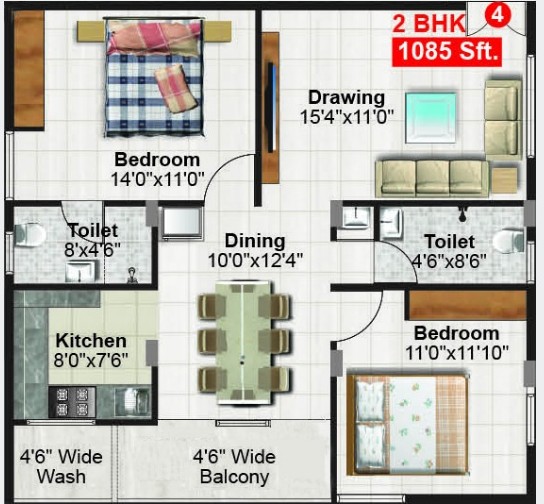 2 BHK
4
1085 Sft.
Drawing
15'4"x11'0"
Bedroom
14'0"x11'0"
Toilet
8'x4'6"
Dining
10'0"x12'4"
Toilet
4'6"x8'6"
Kitchen
8'0"x7'6"
Bedroom
11'0"x11'10"
4'6" Wide
Wash
4'6" Wide
Balcony